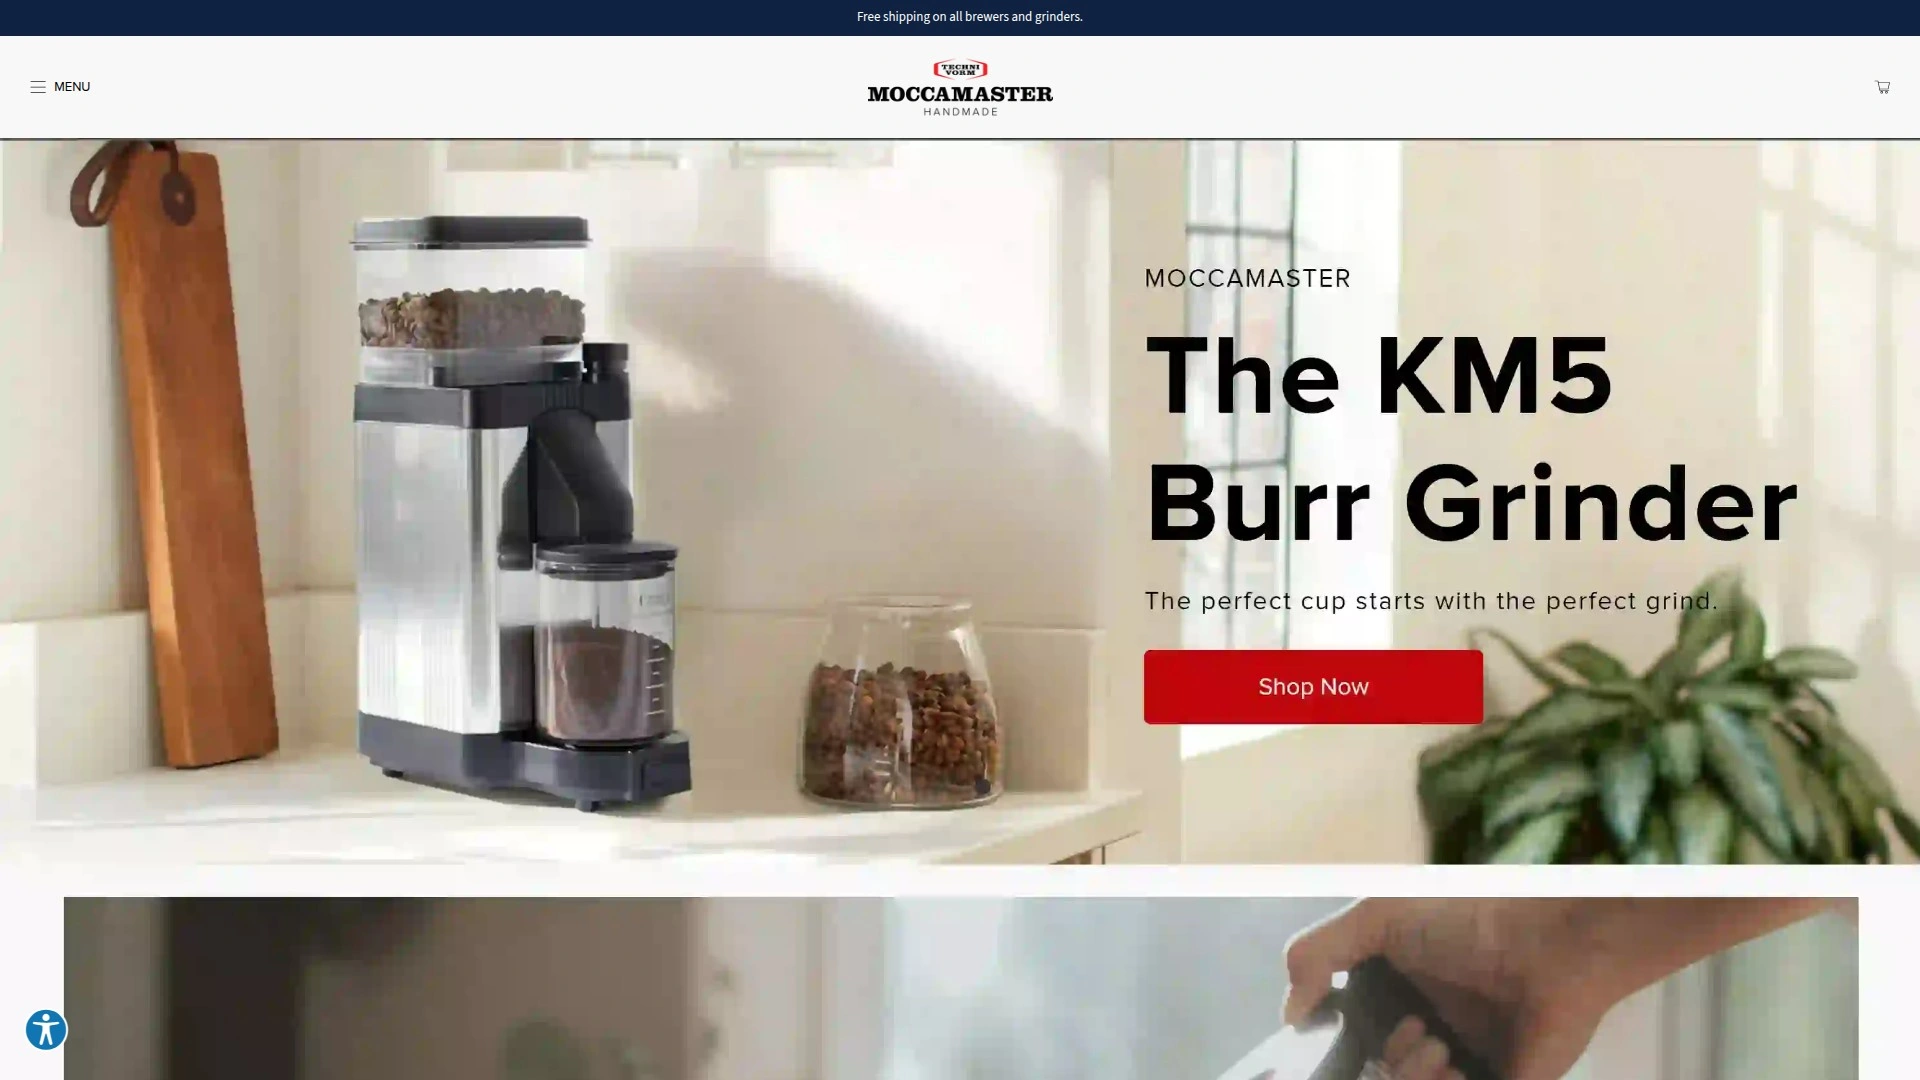 Free shipping on all brewers and grinders.
MENU
TECHNI
VORM
MOCCAMASTER
HANDMADE
MOCCAMASTER
The KM5
Burr Grinder
The perfect cup starts with the perfect grind.
Shop Now